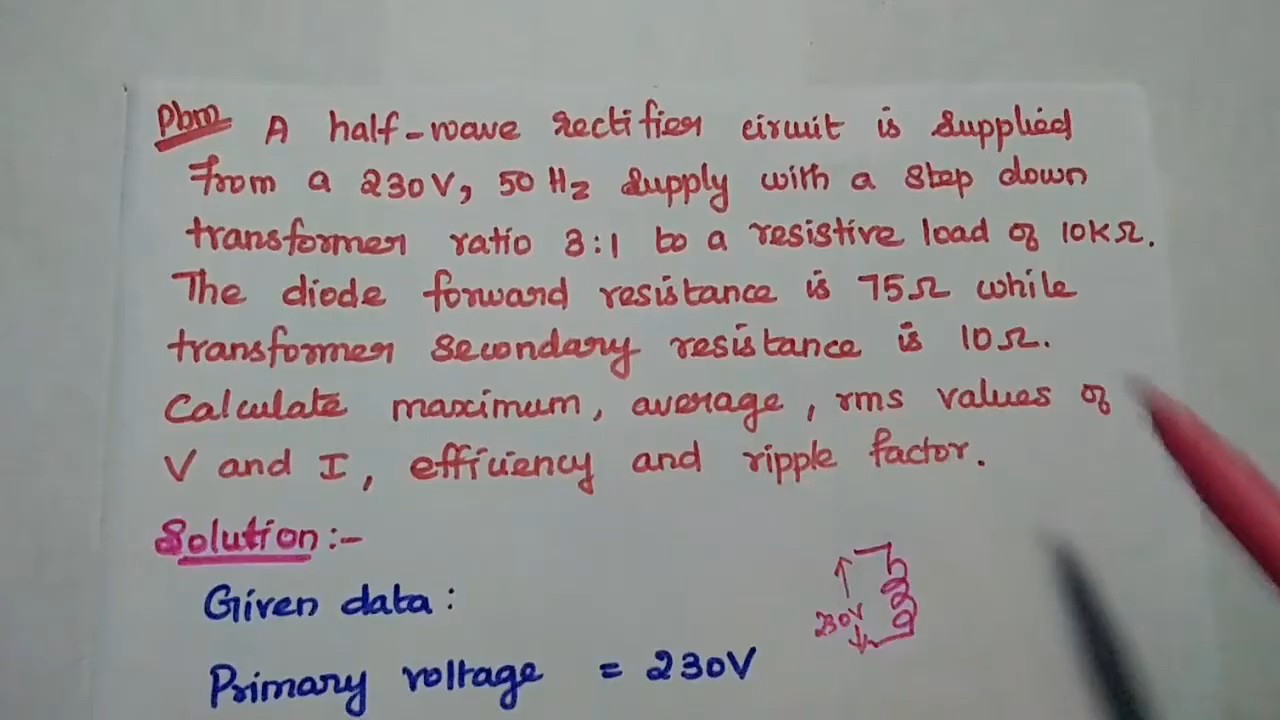 Pbm A half-wave rectifier circuit is supplied
From a 230V, 50 Hz supply with a step down
transformer ratio 3:1 to a resistive load of 10KΩ.
The diode forward resistance is 75Ω while
transformer secondary resistance is 10Ω.
Calculate maximum, average, rms values of
V and I, efficiency and ripple factor.
Solution:-
Given data:
230V
Primary voltage = 230V